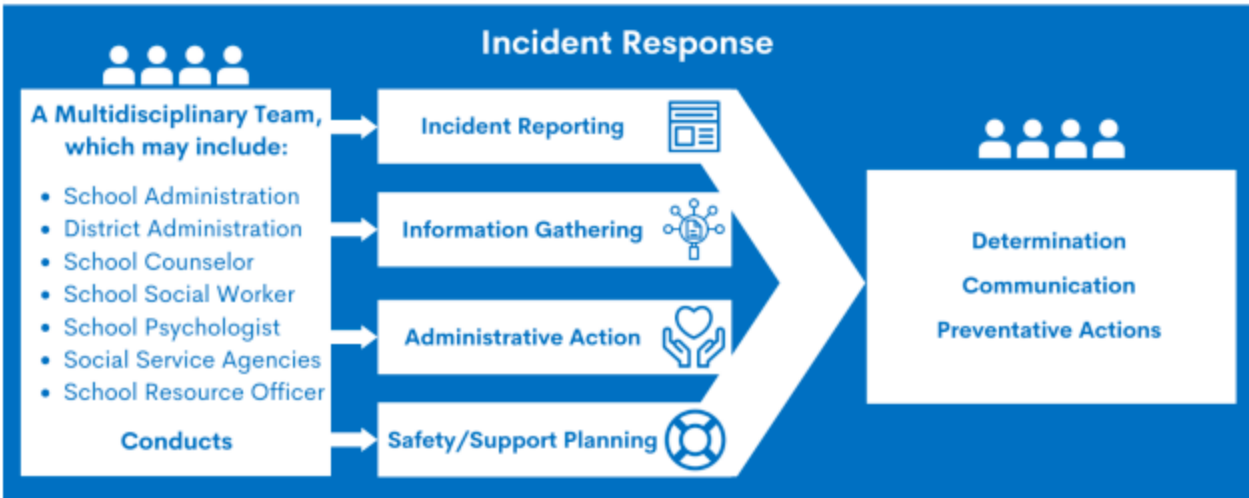 Incident Response
A Multidisciplinary Team,
which may include:
• School Administration
• District Administration
• School Counselor
• School Social Worker
• School Psychologist
• Social Service Agencies
• School Resource Officer
Conducts
Incident Reporting
Information Gathering
Administrative Action
Safety/Support Planning
Determination
Communication
Preventative Actions